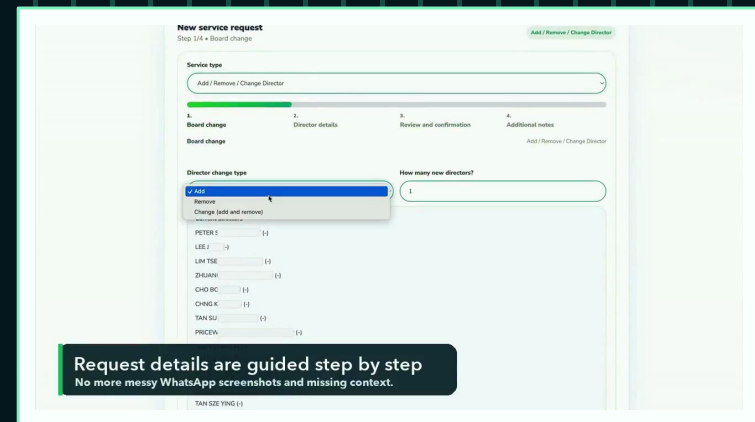 New service request
Step 1/4 • Board change
Add / Remove / Change Director
Service type
Add / Remove / Change Director
1.
Board change
2.
Director details
3.
Review and confirmation
4.
Additional notes
Board change
Add / Remove / Change Director
Director change type
How many new directors?
✓ Add
Remove
Change (add and remove)
1
PETER S (-)
LEE J (-)
LIM TSE (-)
ZHUAN (-)
CHO BC (-)
CHNG K (-)
TAN SU (-)
PRICEW (-)
Request details are guided step by step
No more messy WhatsApp screenshots and missing context.
TAN SZE YING (-)